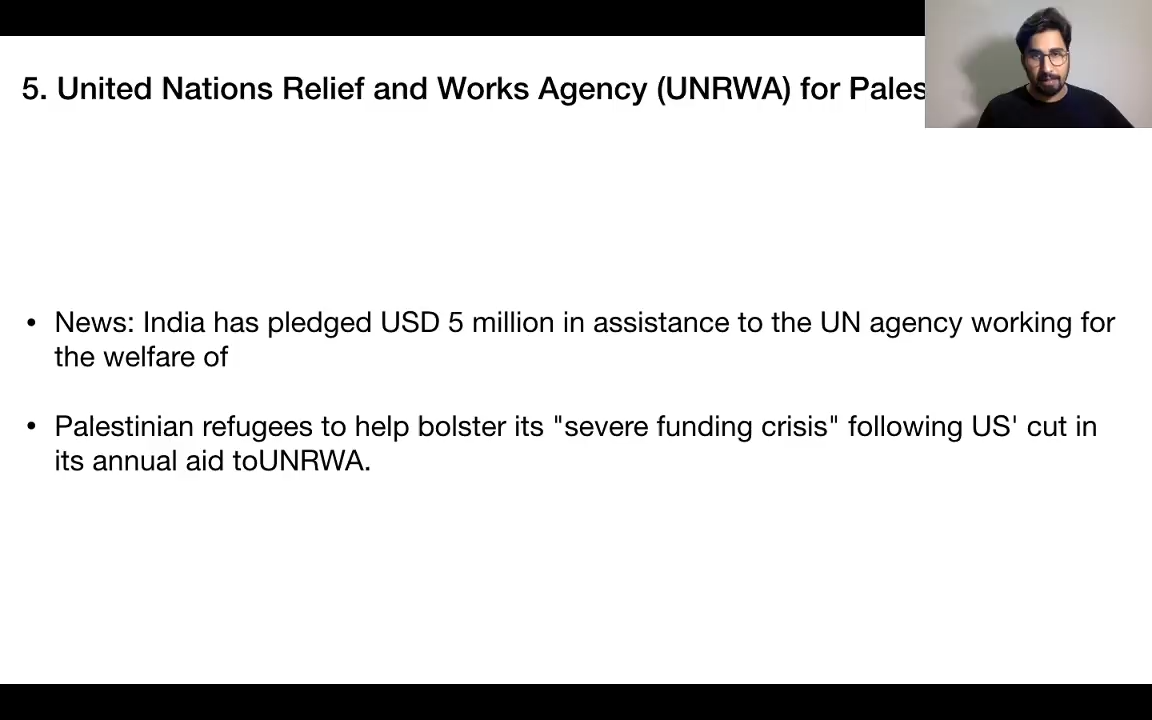 5. United Nations Relief and Works Agency (UNRWA) for
• News: India has pledged USD 5 million in assistance to the UN agency working for
the welfare of
• Palestinian refugees to help bolster its "severe funding crisis" following US' cut in
its annual aid toUNRWA.